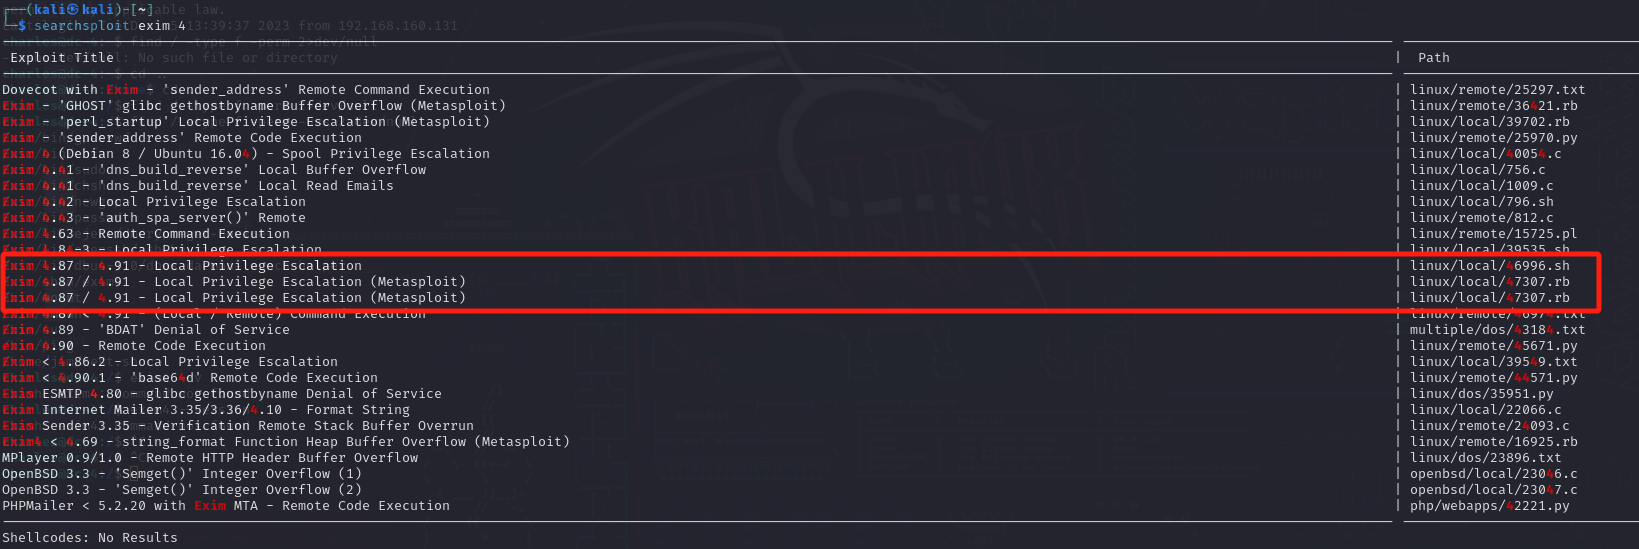 ┌──(kali㉿kali)-[~]
└─$ searchsploit exim 4
Exploit Title | Path
Dovecot with Exim - 'sender_address' Remote Command Execution | linux/remote/25297.txt
Exim - 'GHOST' glibc gethostbyname Buffer Overflow (Metasploit) | linux/remote/36421.rb
Exim - 'perl_startup' Local Privilege Escalation (Metasploit) | linux/local/39702.rb
Exim - 'sender_address' Remote Code Execution | linux/remote/25970.py
Exim 4 (Debian 8 / Ubuntu 16.04) - Spool Privilege Escalation | linux/local/40054.c
Exim 4.41 - 'dns_build_reverse' Local Buffer Overflow | linux/local/756.c
Exim 4.41 - 'dns_build_reverse' Local Read Emails | linux/local/1009.c
Exim 4.42 - Local Privilege Escalation | linux/local/796.sh
Exim 4.43 - 'auth_spa_server()' Remote | linux/remote/812.c
Exim 4.63 - Remote Command Execution | linux/remote/15725.pl
Exim 4.84-3 - Local Privilege Escalation | linux/local/39535.sh
Exim 4.87 - 4.91 - Local Privilege Escalation | linux/local/46996.sh
Exim 4.87 / 4.91 - Local Privilege Escalation (Metasploit) | linux/local/47307.rb
Exim 4.87 / 4.91 - Local Privilege Escalation (Metasploit) | linux/local/47307.rb
Exim 4.87 < 4.91 - (Local / Remote) Command Execution | linux/remote/46974.txt
Exim 4.89 - 'BDAT' Denial of Service | multiple/dos/43184.txt
exim 4.90 - Remote Code Execution | linux/remote/45671.py
Exim < 4.86.2 - Local Privilege Escalation | linux/local/39549.txt
Exim < 4.90.1 - 'base64d' Remote Code Execution | linux/remote/44571.py
Exim ESMTP 4.80 - glibc gethostbyname Denial of Service | linux/dos/35951.py
Exim Internet Mailer 3.35/3.36/4.10 - Format String | linux/local/22066.c
Exim Sender 3.35 - Verification Remote Stack Buffer Overrun | linux/remote/24093.c
Exim4 < 4.69 - string_format Function Heap Buffer Overflow (Metasploit) | linux/remote/16925.rb
MPlayer 0.9/1.0 - Remote HTTP Header Buffer Overflow | linux/dos/23896.txt
OpenBSD 3.3 - 'Semget()' Integer Overflow (1) | openbsd/local/23046.c
OpenBSD 3.3 - 'Semget()' Integer Overflow (2) | openbsd/local/23047.c
PHPMailer < 5.2.20 with Exim MTA - Remote Code Execution | php/webapps/42221.py
Shellcodes: No Results